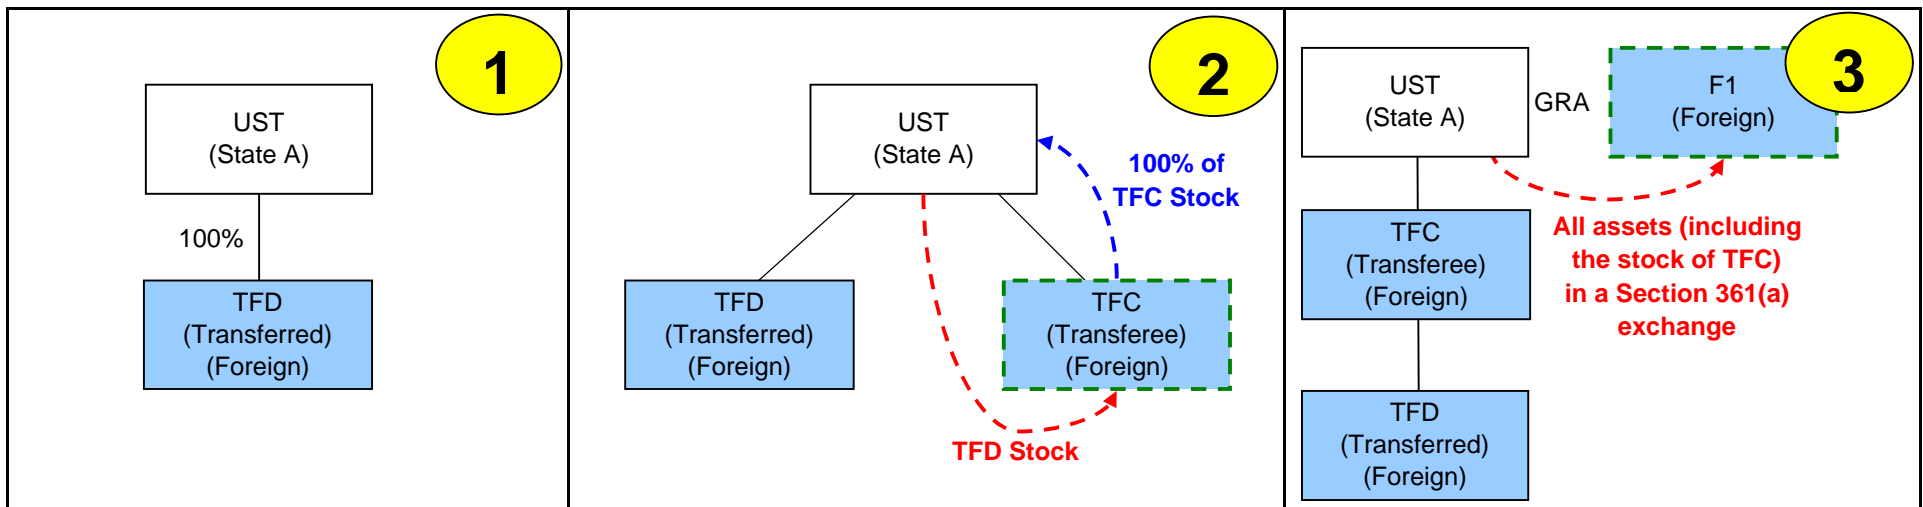 1
UST
(State A)
100%
TFD
(Transferred)
(Foreign)
2
UST
(State A)
100% of
TFC Stock
TFD
(Transferred)
(Foreign)
TFC
(Transferee)
(Foreign)
TFD Stock
3
UST
(State A)
GRA
F1
(Foreign)
All assets (including
the stock of TFC)
in a Section 361(a)
exchange
TFC
(Transferee)
(Foreign)
TFD
(Transferred)
(Foreign)